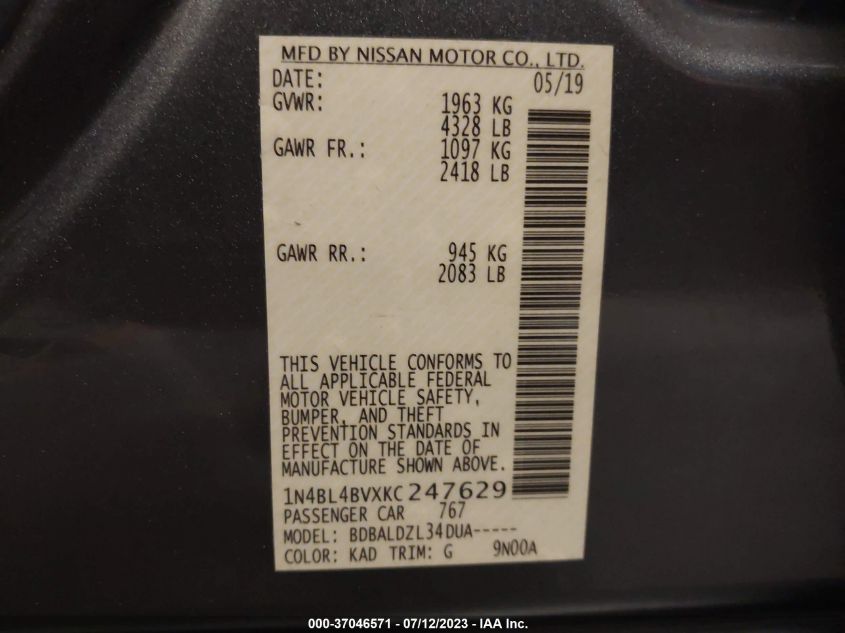 MFD BY NISSAN MOTOR CO., LTD.
DATE: 05/19
GVWR: 1963 KG
4328 LB
GAWR FR.: 1097 KG
2418 LB
GAWR RR.: 945 KG
2083 LB
THIS VEHICLE CONFORMS TO
ALL APPLICABLE FEDERAL
MOTOR VEHICLE SAFETY,
BUMPER, AND THEFT
PREVENTION STANDARDS IN
EFFECT ON THE DATE OF
MANUFACTURE SHOWN ABOVE.
1N4BL4BVXKC247629
PASSENGER CAR 767
MODEL: BDBALDZL34DUA-----
COLOR: KAD TRIM: G 9N00A
000-37046571 - 07/12/2023 - IAA Inc.